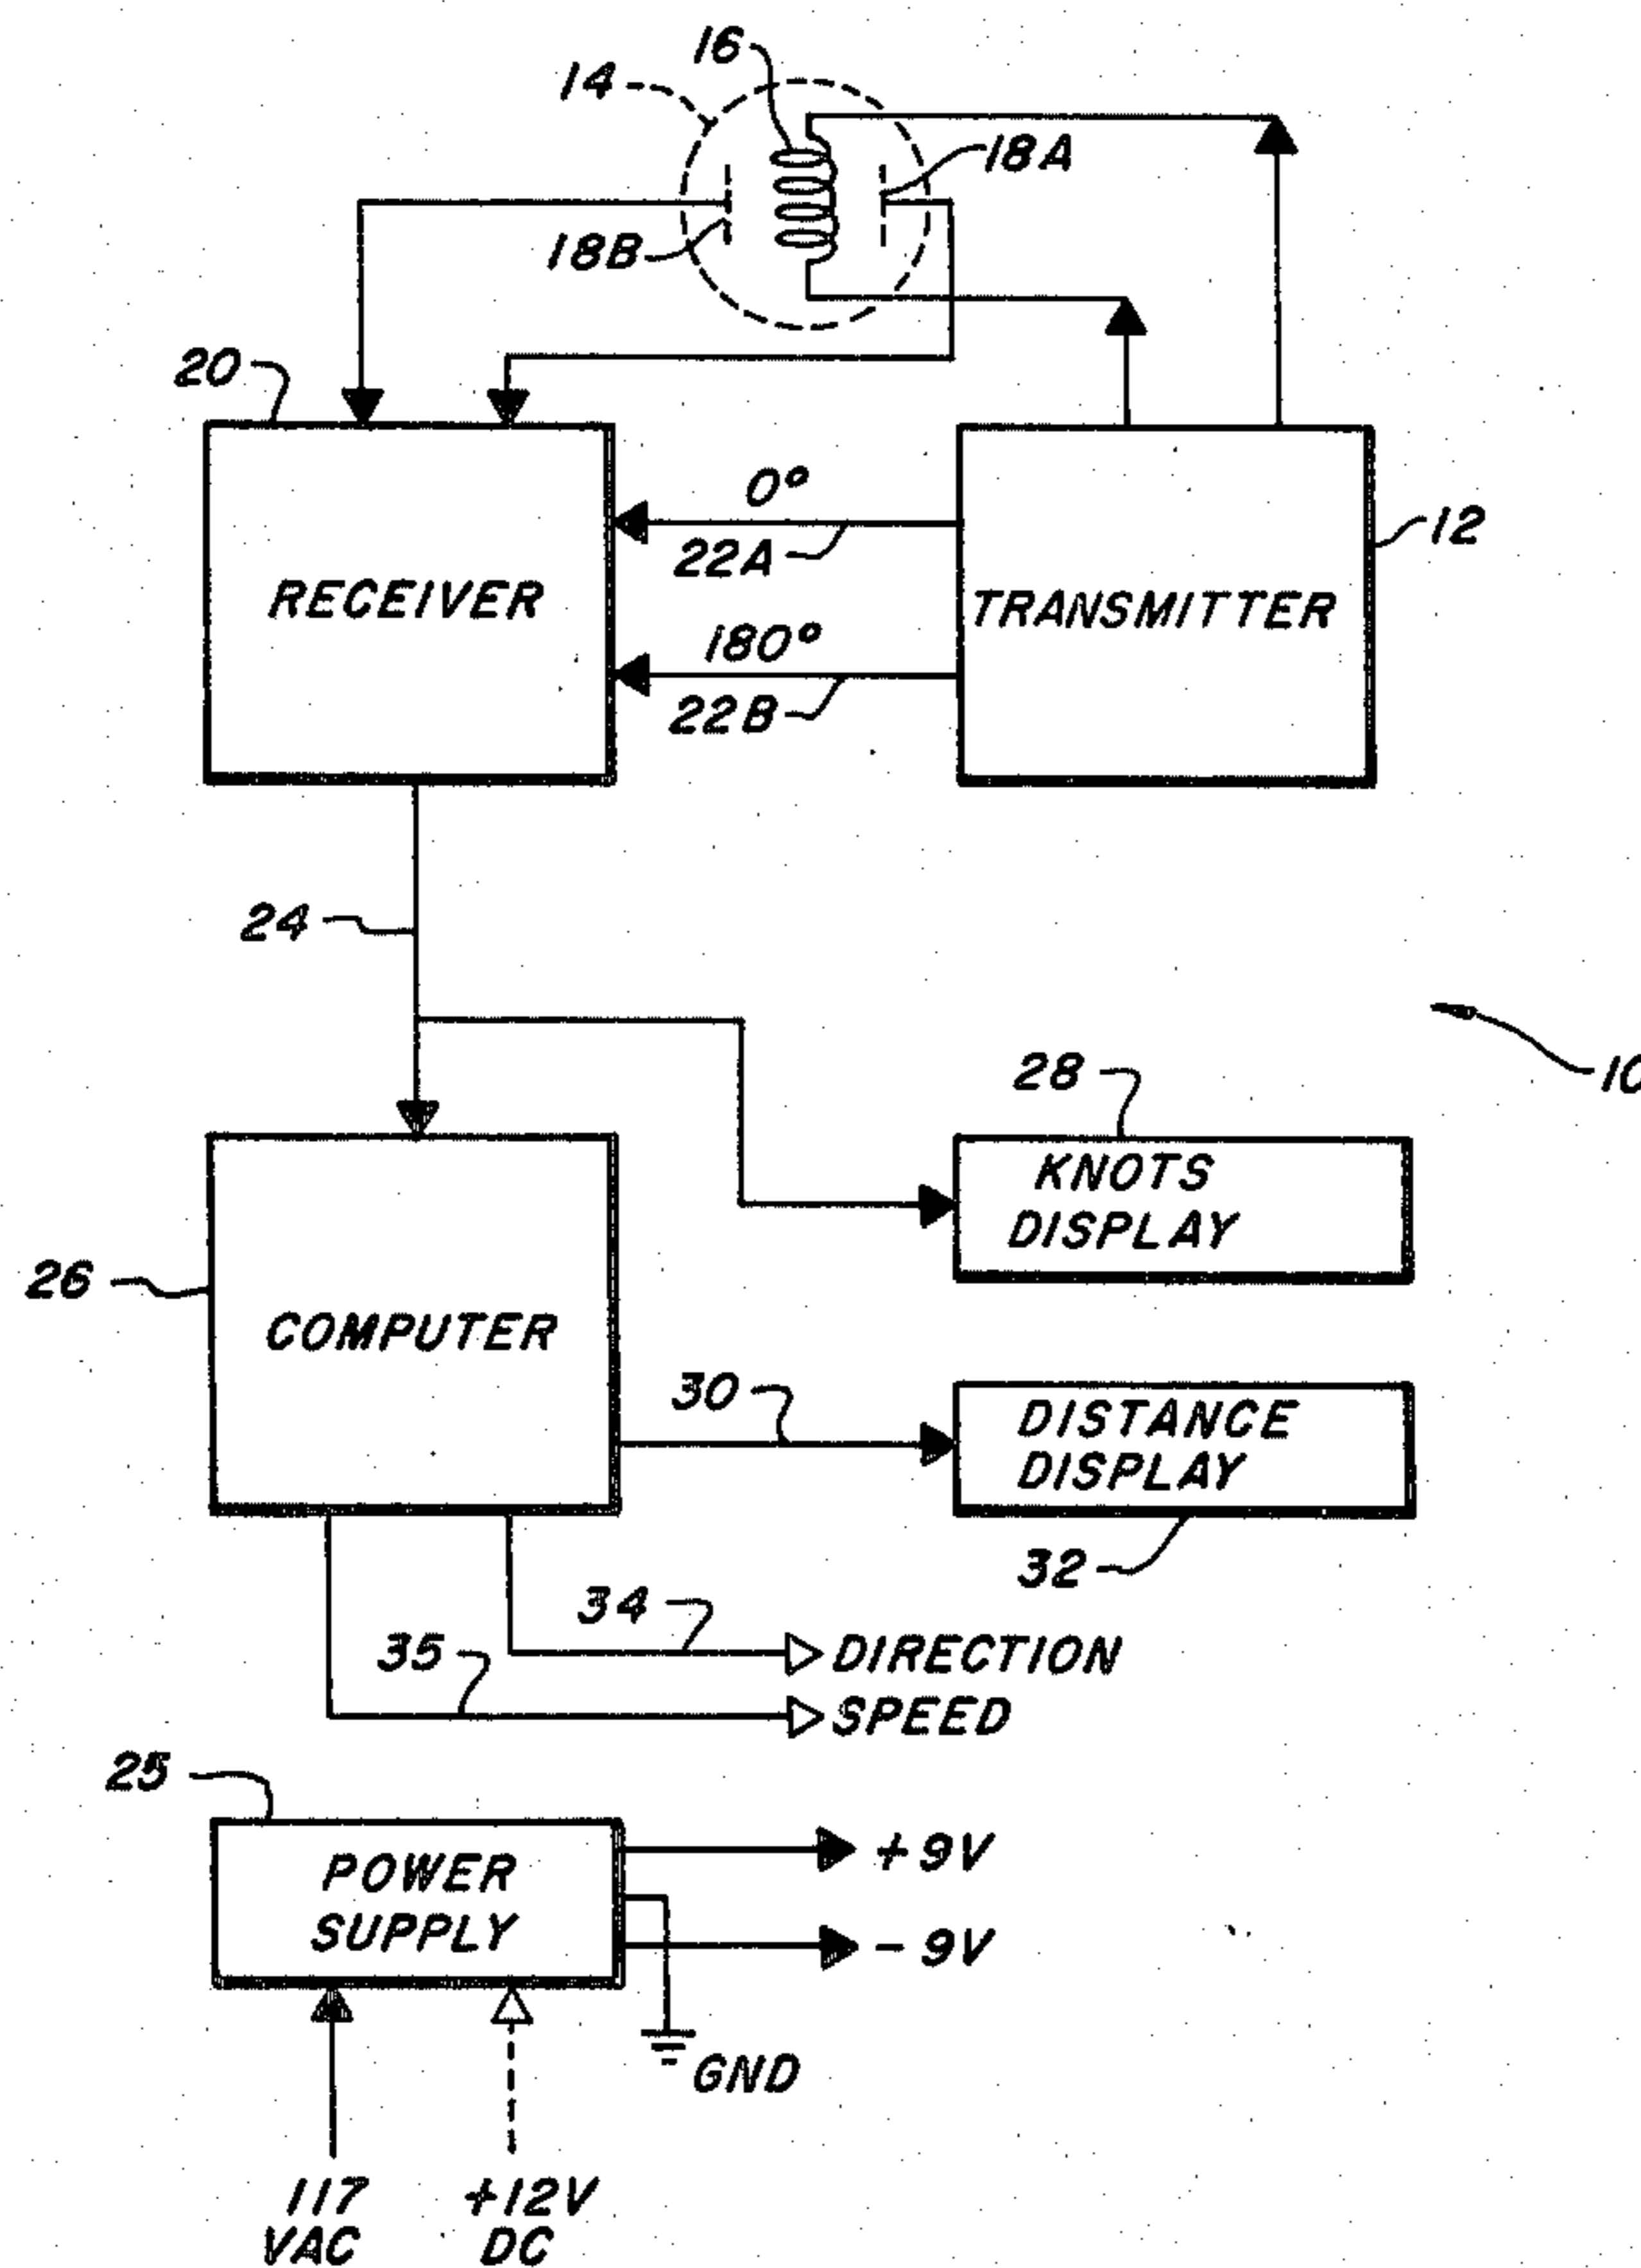 16
14
18A
18B
20
0°
22A
12
RECEIVER
TRANSMITTER
180°
22B
24
10
28
KNOTS
DISPLAY
26
COMPUTER
30
DISTANCE
DISPLAY
32
34
DIRECTION
35
SPEED
25
POWER
SUPPLY
+9V
-9V
GND
117
VAC
+12V
DC